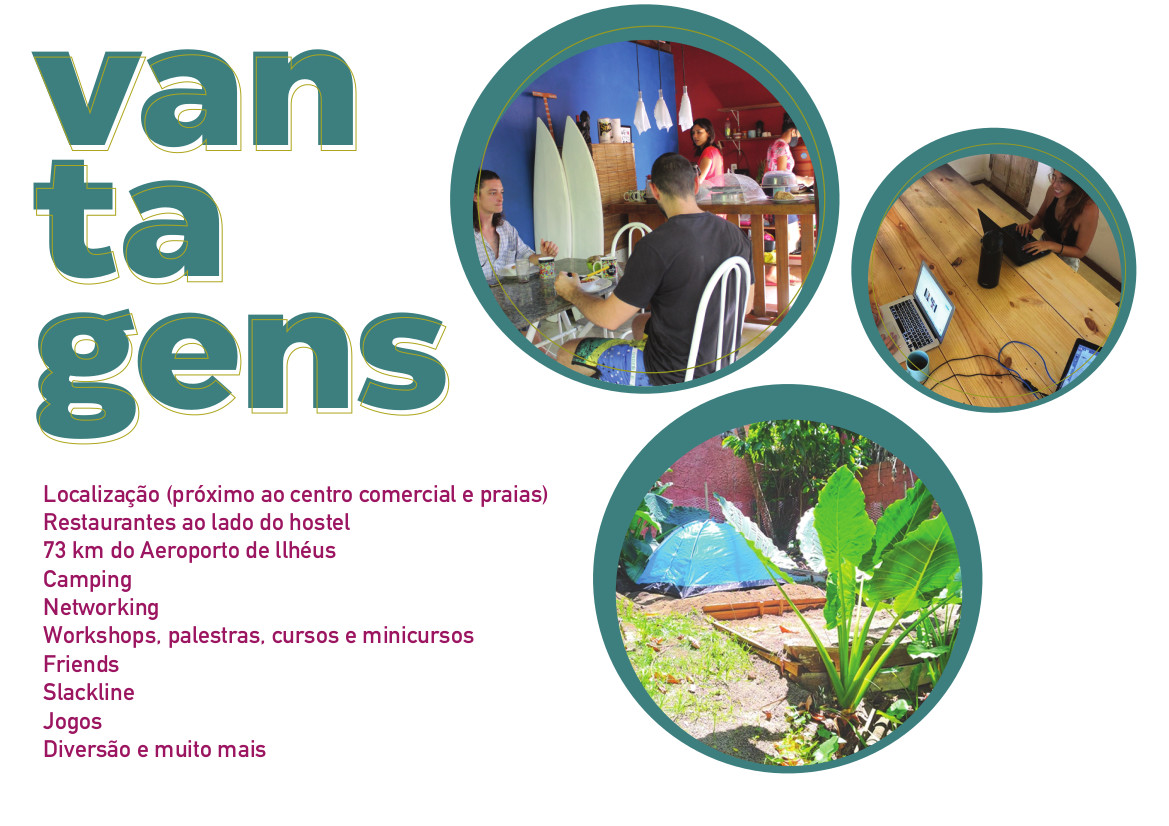 van
ta
gens
Localização (próximo ao centro comercial e praias)
Restaurantes ao lado do hostel
73 km do Aeroporto de Ilhéus
Camping
Networking
Workshops, palestras, cursos e minicursos
Friends
Slackline
Jogos
Diversão e muito mais